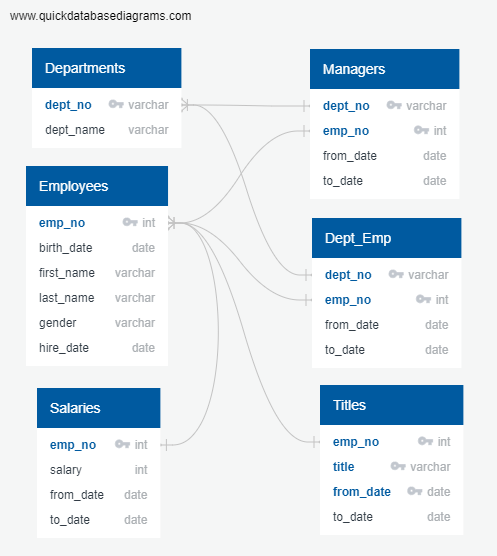 www.quickdatabasediagrams.com
Departments
dept_no varchar
dept_name varchar
Managers
dept_no varchar
emp_no int
from_date date
to_date date
Employees
emp_no int
birth_date date
first_name varchar
last_name varchar
gender varchar
hire_date date
Dept_Emp
dept_no varchar
emp_no int
from_date date
to_date date
Salaries
emp_no int
salary int
from_date date
to_date date
Titles
emp_no int
title varchar
from_date date
to_date date